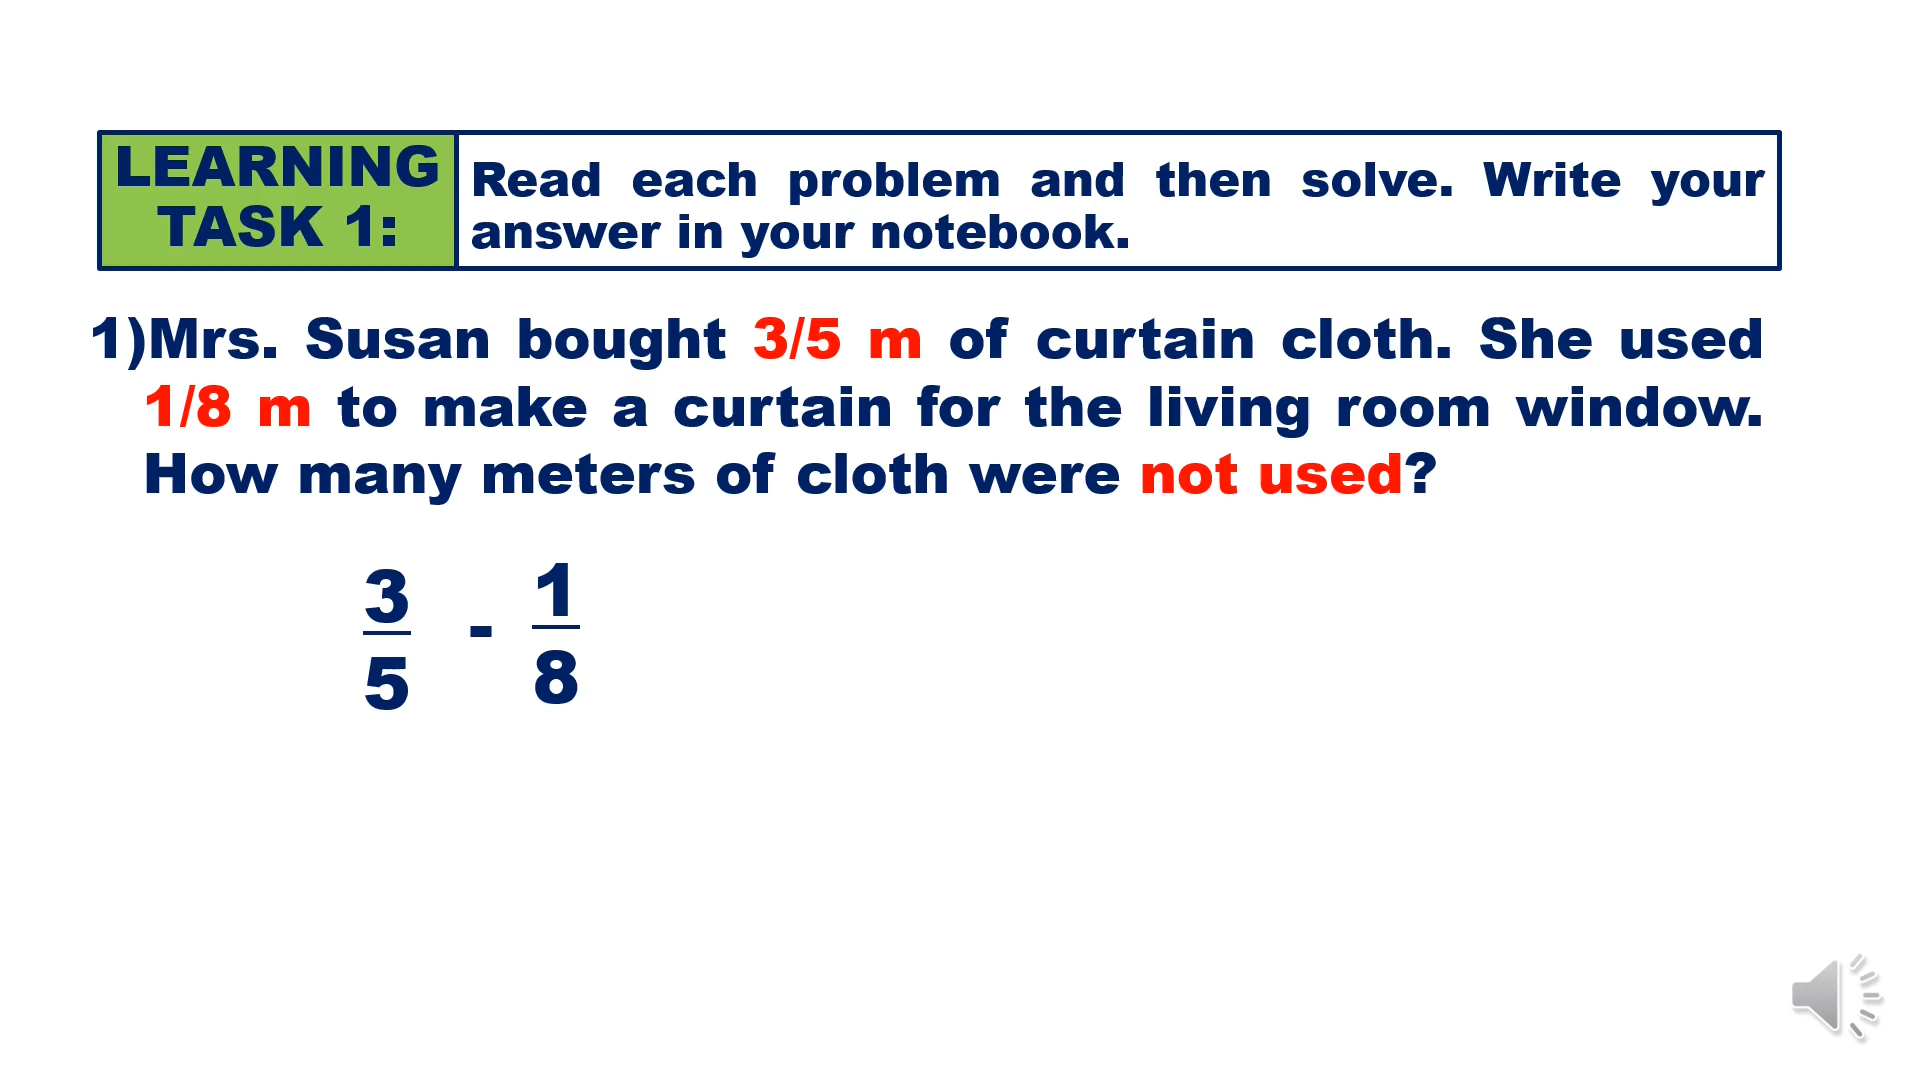 LEARNING
TASK 1:
Read each problem and then solve. Write your
answer in your notebook.
1)Mrs. Susan bought 3/5 m of curtain cloth. She used
1/8 m to make a curtain for the living room window.
How many meters of cloth were not used?
3 - 1
5 8